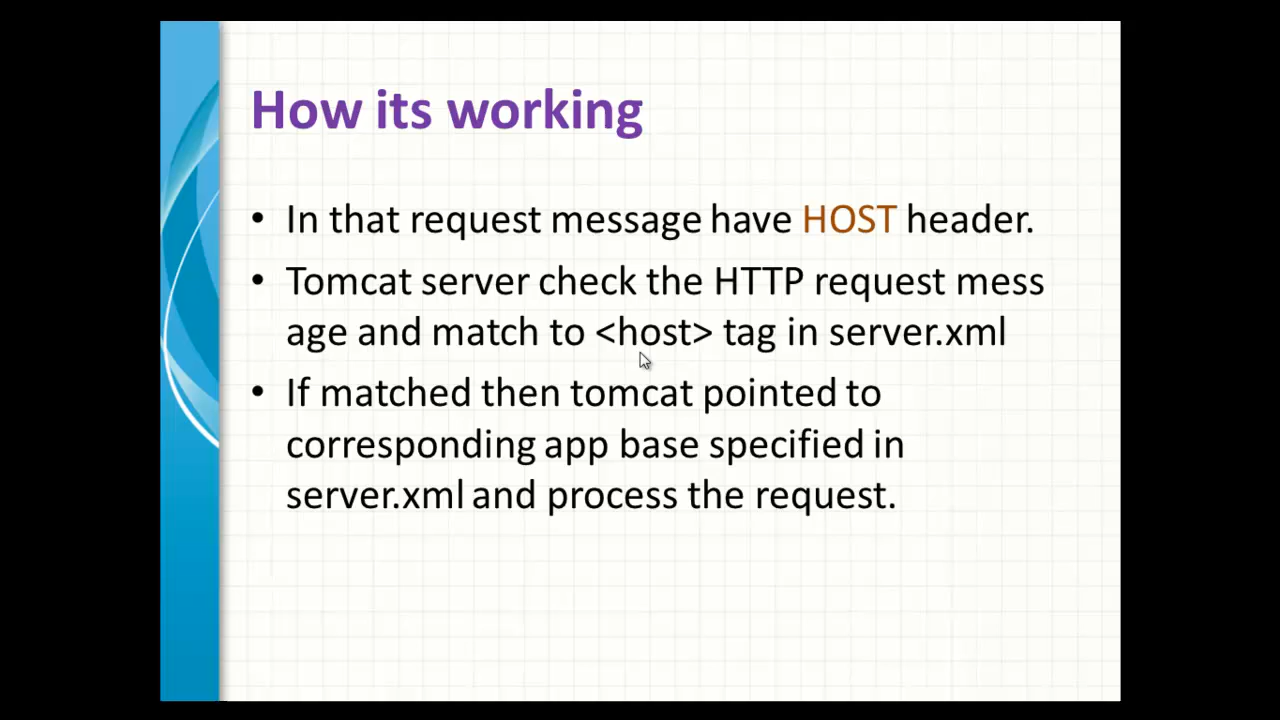 How its working
• In that request message have HOST header.
• Tomcat server check the HTTP request mess
age and match to <host> tag in server.xml
• If matched then tomcat pointed to
corresponding app base specified in
server.xml and process the request.